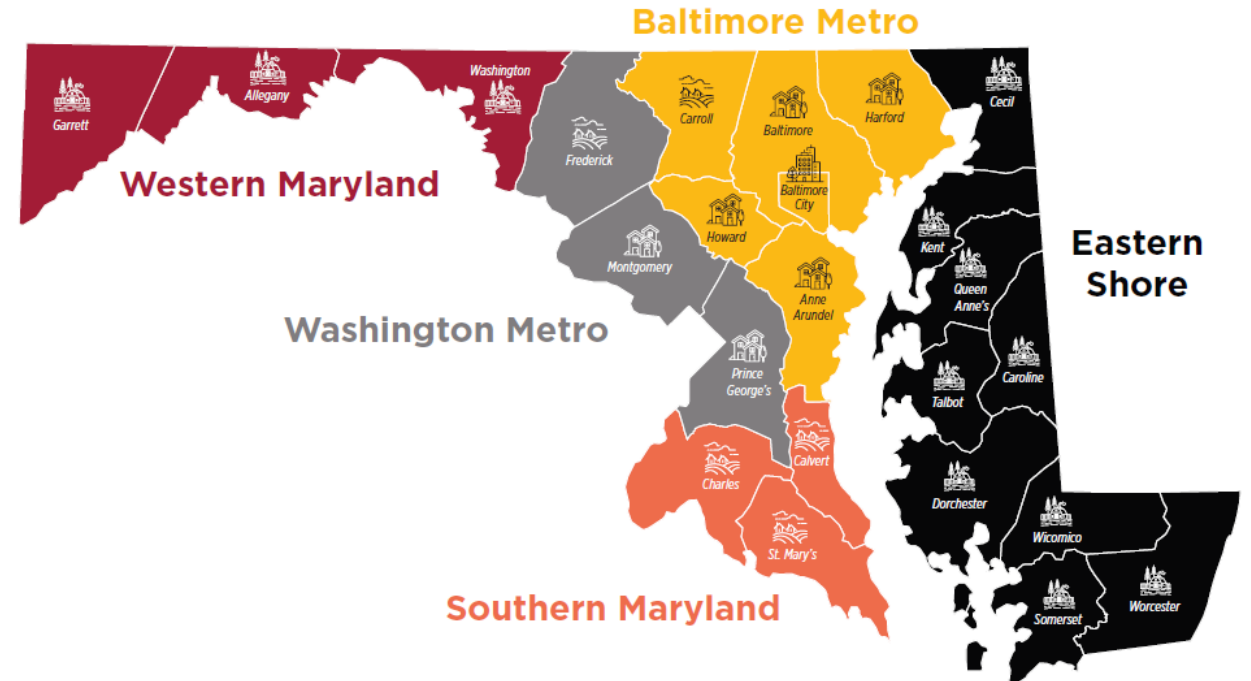 Baltimore Metro
Garrett
Allegany
Washington
Western Maryland
Frederick
Montgomery
Prince
George's
Washington Metro
Carroll
Baltimore
Harford
Baltimore
City
Howard
Anne
Arundel
Cecil
Kent
Queen
Anne's
Caroline
Talbot
Dorchester
Wicomico
Somerset
Worcester
Eastern
Shore
Calvert
Charles
St. Mary's
Southern Maryland